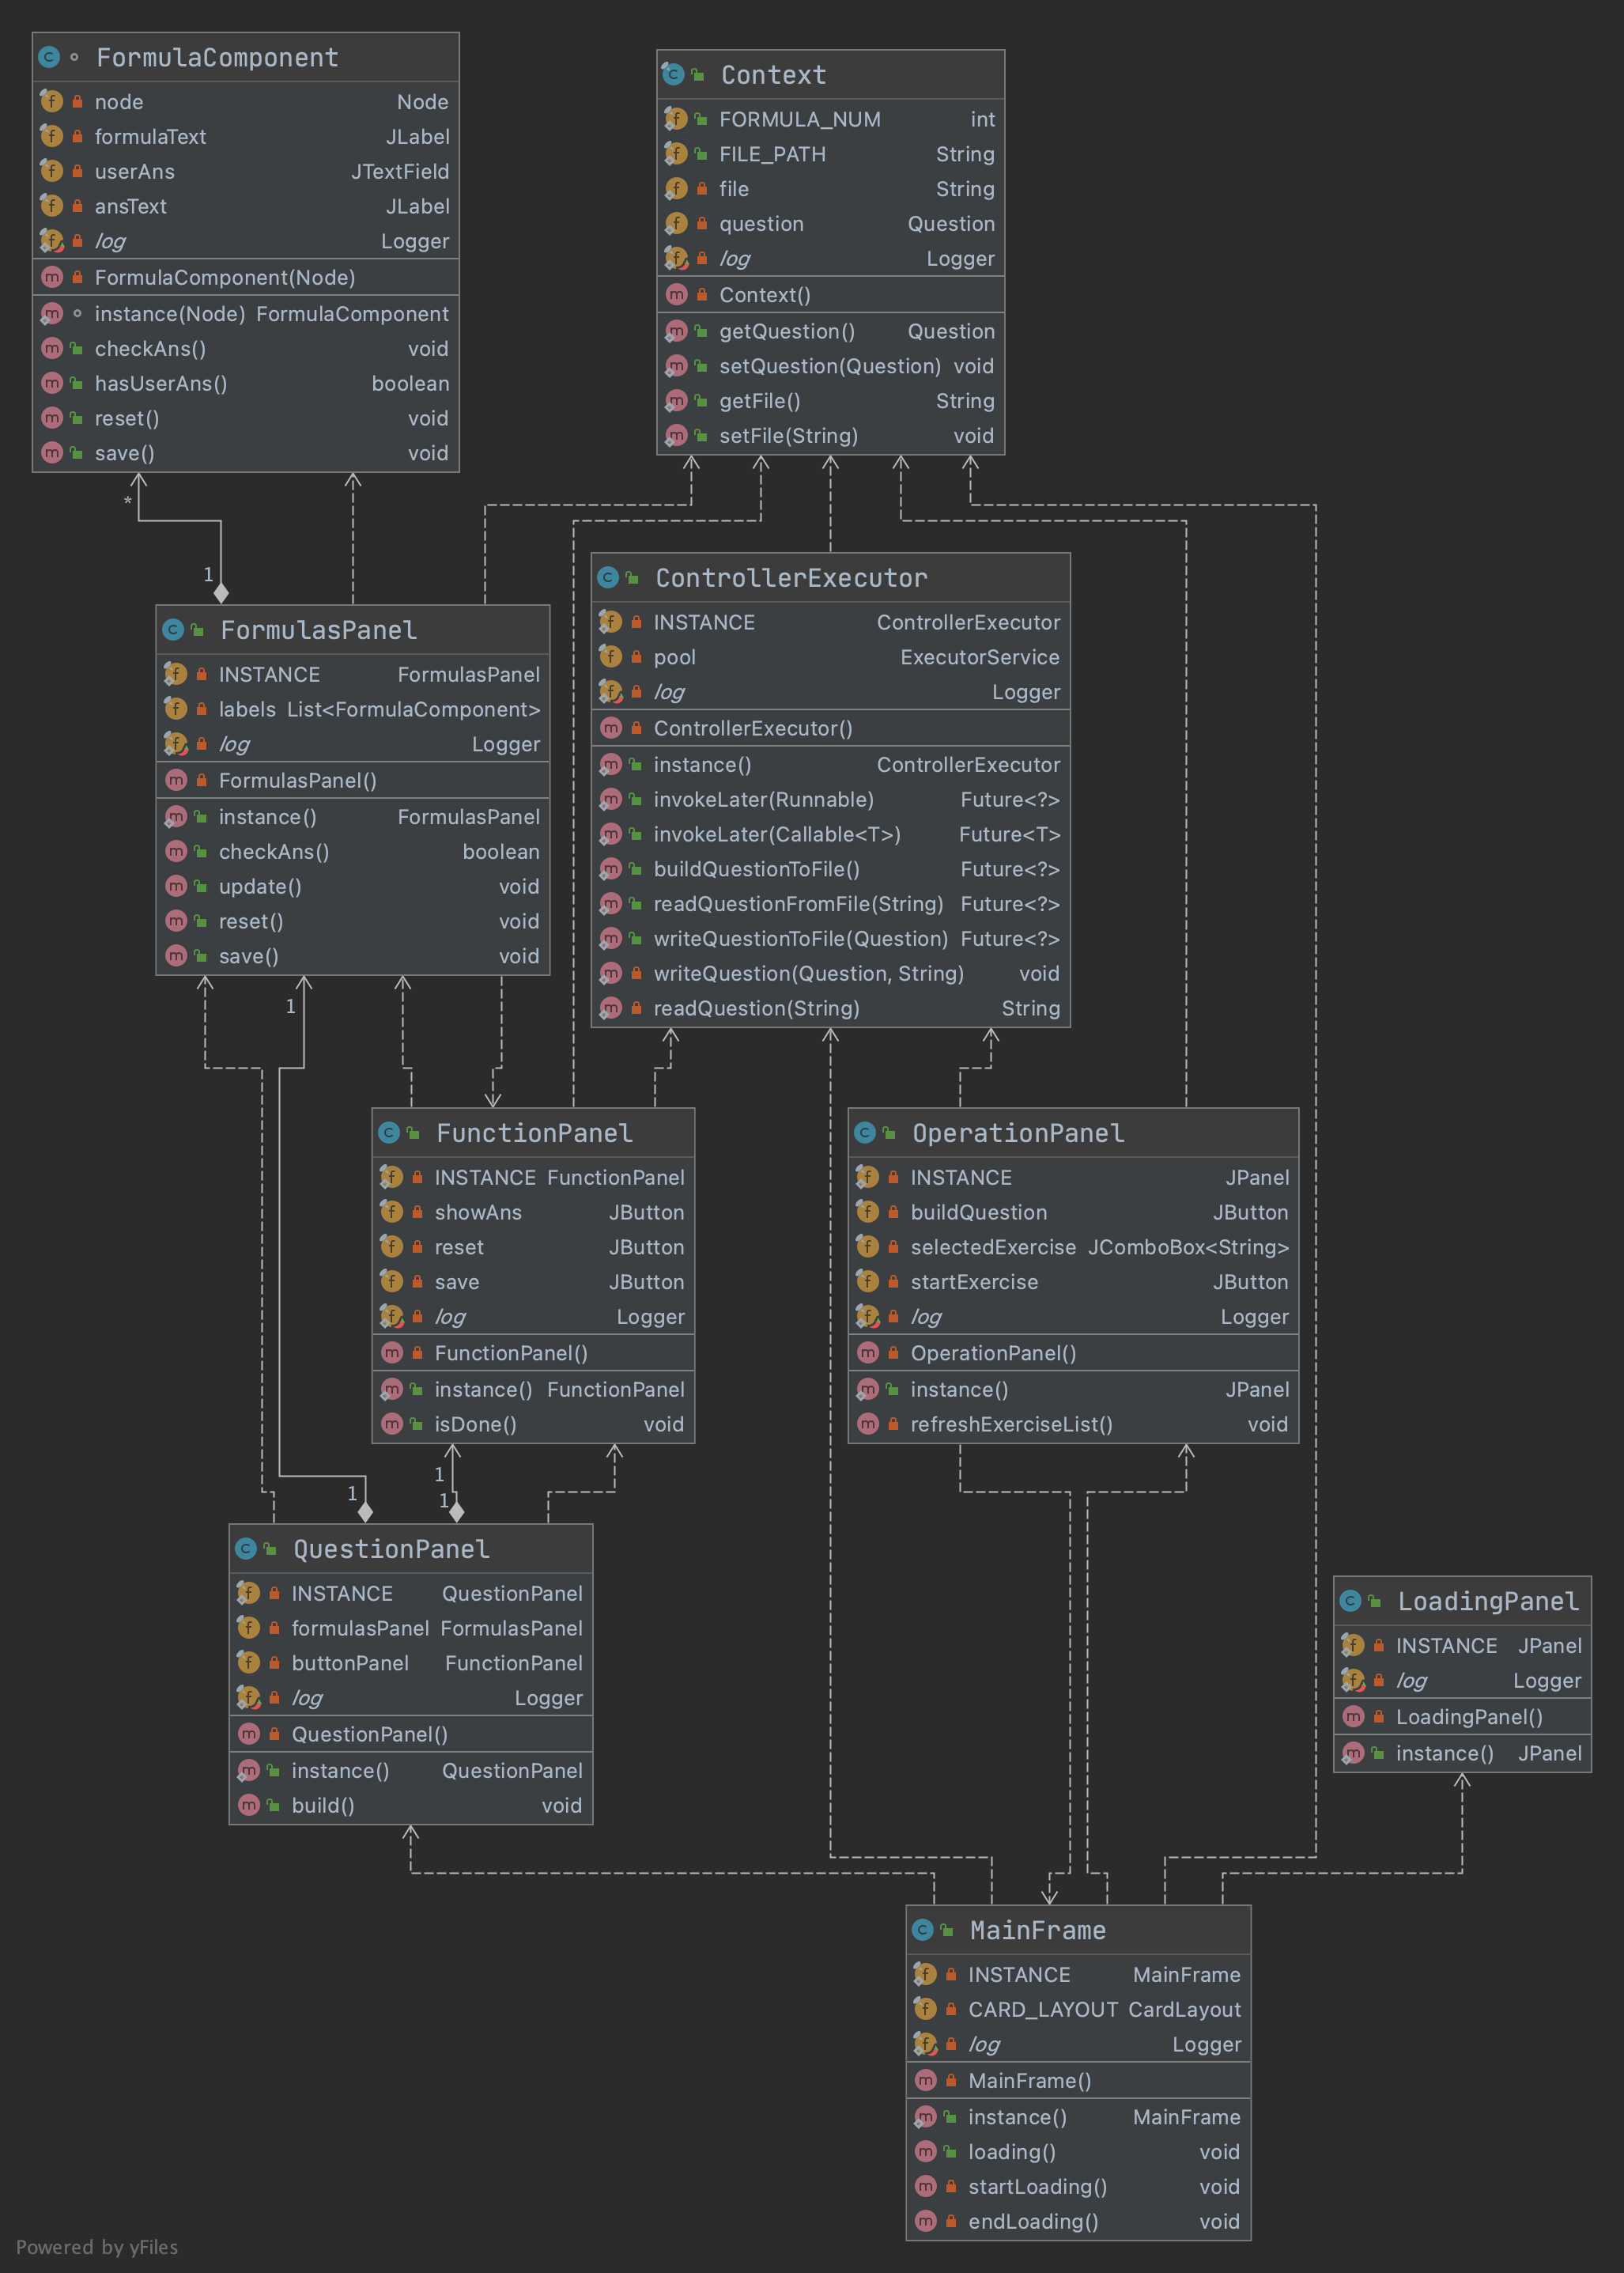 FormulaComponent
node Node
formulaText JLabel
userAns JTextField
ansText JLabel
log Logger
FormulaComponent(Node)
instance(Node) FormulaComponent
checkAns() void
hasUserAns() boolean
reset() void
save() void
Context
FORMULA_NUM int
FILE_PATH String
file String
question Question
log Logger
Context()
getQuestion() Question
setQuestion(Question) void
getFile() String
setFile(String) void
*
1
ControllerExecutor
INSTANCE ControllerExecutor
pool ExecutorService
log Logger
ControllerExecutor()
instance() ControllerExecutor
invokeLater(Runnable) Future<?>
invokeLater(Callable<T>) Future<T>
buildQuestionToFile() Future<?>
readQuestionFromFile(String) Future<?>
writeQuestionToFile(Question) Future<?>
writeQuestion(Question, String) void
readQuestion(String) String
FormulasPanel
INSTANCE FormulasPanel
labels List<FormulaComponent>
log Logger
FormulasPanel()
instance() FormulasPanel
checkAns() boolean
update() void
reset() void
save() void
1
FunctionPanel
INSTANCE FunctionPanel
showAns JButton
reset JButton
save JButton
log Logger
FunctionPanel()
instance() FunctionPanel
isDone() void
OperationPanel
INSTANCE JPanel
buildQuestion JButton
selectedExercise JComboBox<String>
startExercise JButton
log Logger
OperationPanel()
instance() JPanel
refreshExerciseList() void
1
1
1
QuestionPanel
INSTANCE QuestionPanel
formulasPanel FormulasPanel
buttonPanel FunctionPanel
log Logger
QuestionPanel()
instance() QuestionPanel
build() void
LoadingPanel
INSTANCE JPanel
log Logger
LoadingPanel()
instance() JPanel
MainFrame
INSTANCE MainFrame
CARD_LAYOUT CardLayout
log Logger
MainFrame()
instance() MainFrame
loading() void
startLoading() void
endLoading() void
Powered by yFiles